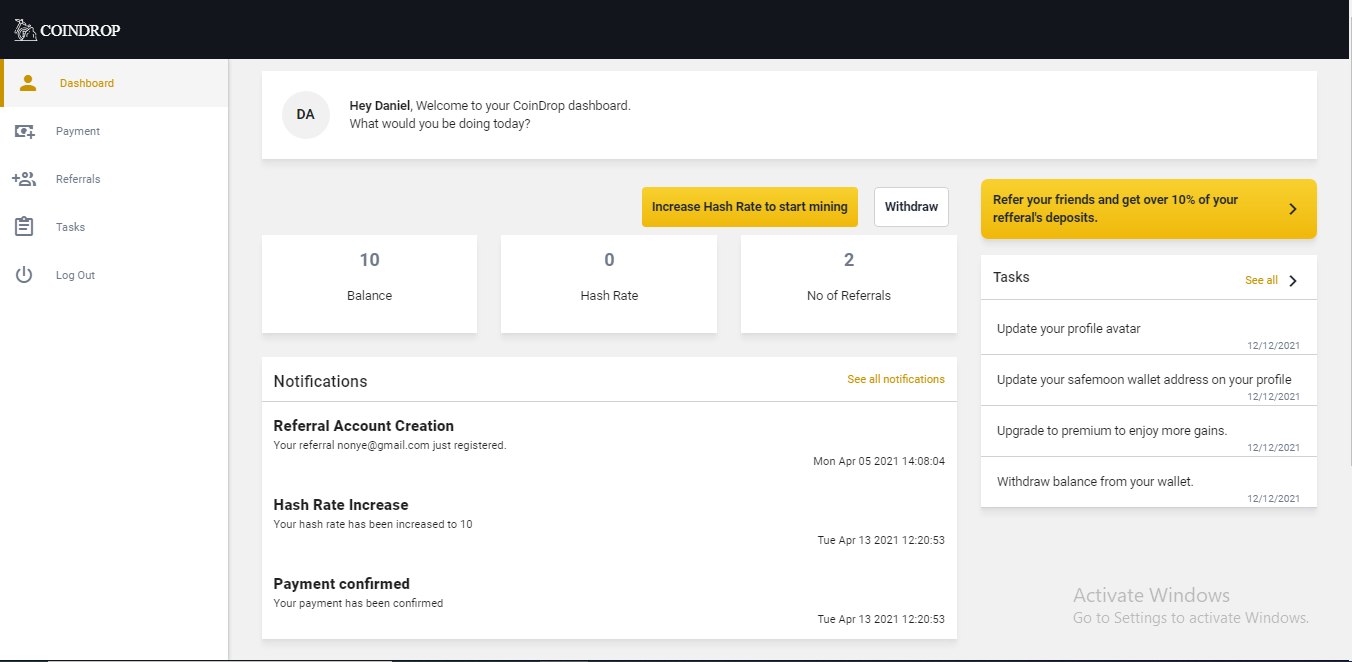 COINDROP
Dashboard
Payment
Referrals
Tasks
Log Out
DA
Hey Daniel, Welcome to your CoinDrop dashboard.
What would you be doing today?
Increase Hash Rate to start mining
Withdraw
10
Balance
0
Hash Rate
2
No of Referrals
Notifications
See all notifications
Referral Account Creation
Your referral nonye@gmail.com just registered.
Mon Apr 05 2021 14:08:04
Hash Rate Increase
Your hash rate has been increased to 10
Tue Apr 13 2021 12:20:53
Payment confirmed
Your payment has been confirmed
Tue Apr 13 2021 12:20:53
Refer your friends and get over 10% of your
refferal's deposits.
Tasks
See all
Update your profile avatar
12/12/2021
Update your safemoon wallet address on your profile
12/12/2021
Upgrade to premium to enjoy more gains.
12/12/2021
Withdraw balance from your wallet.
12/12/2021
Activate Windows
Go to Settings to activate Windows.